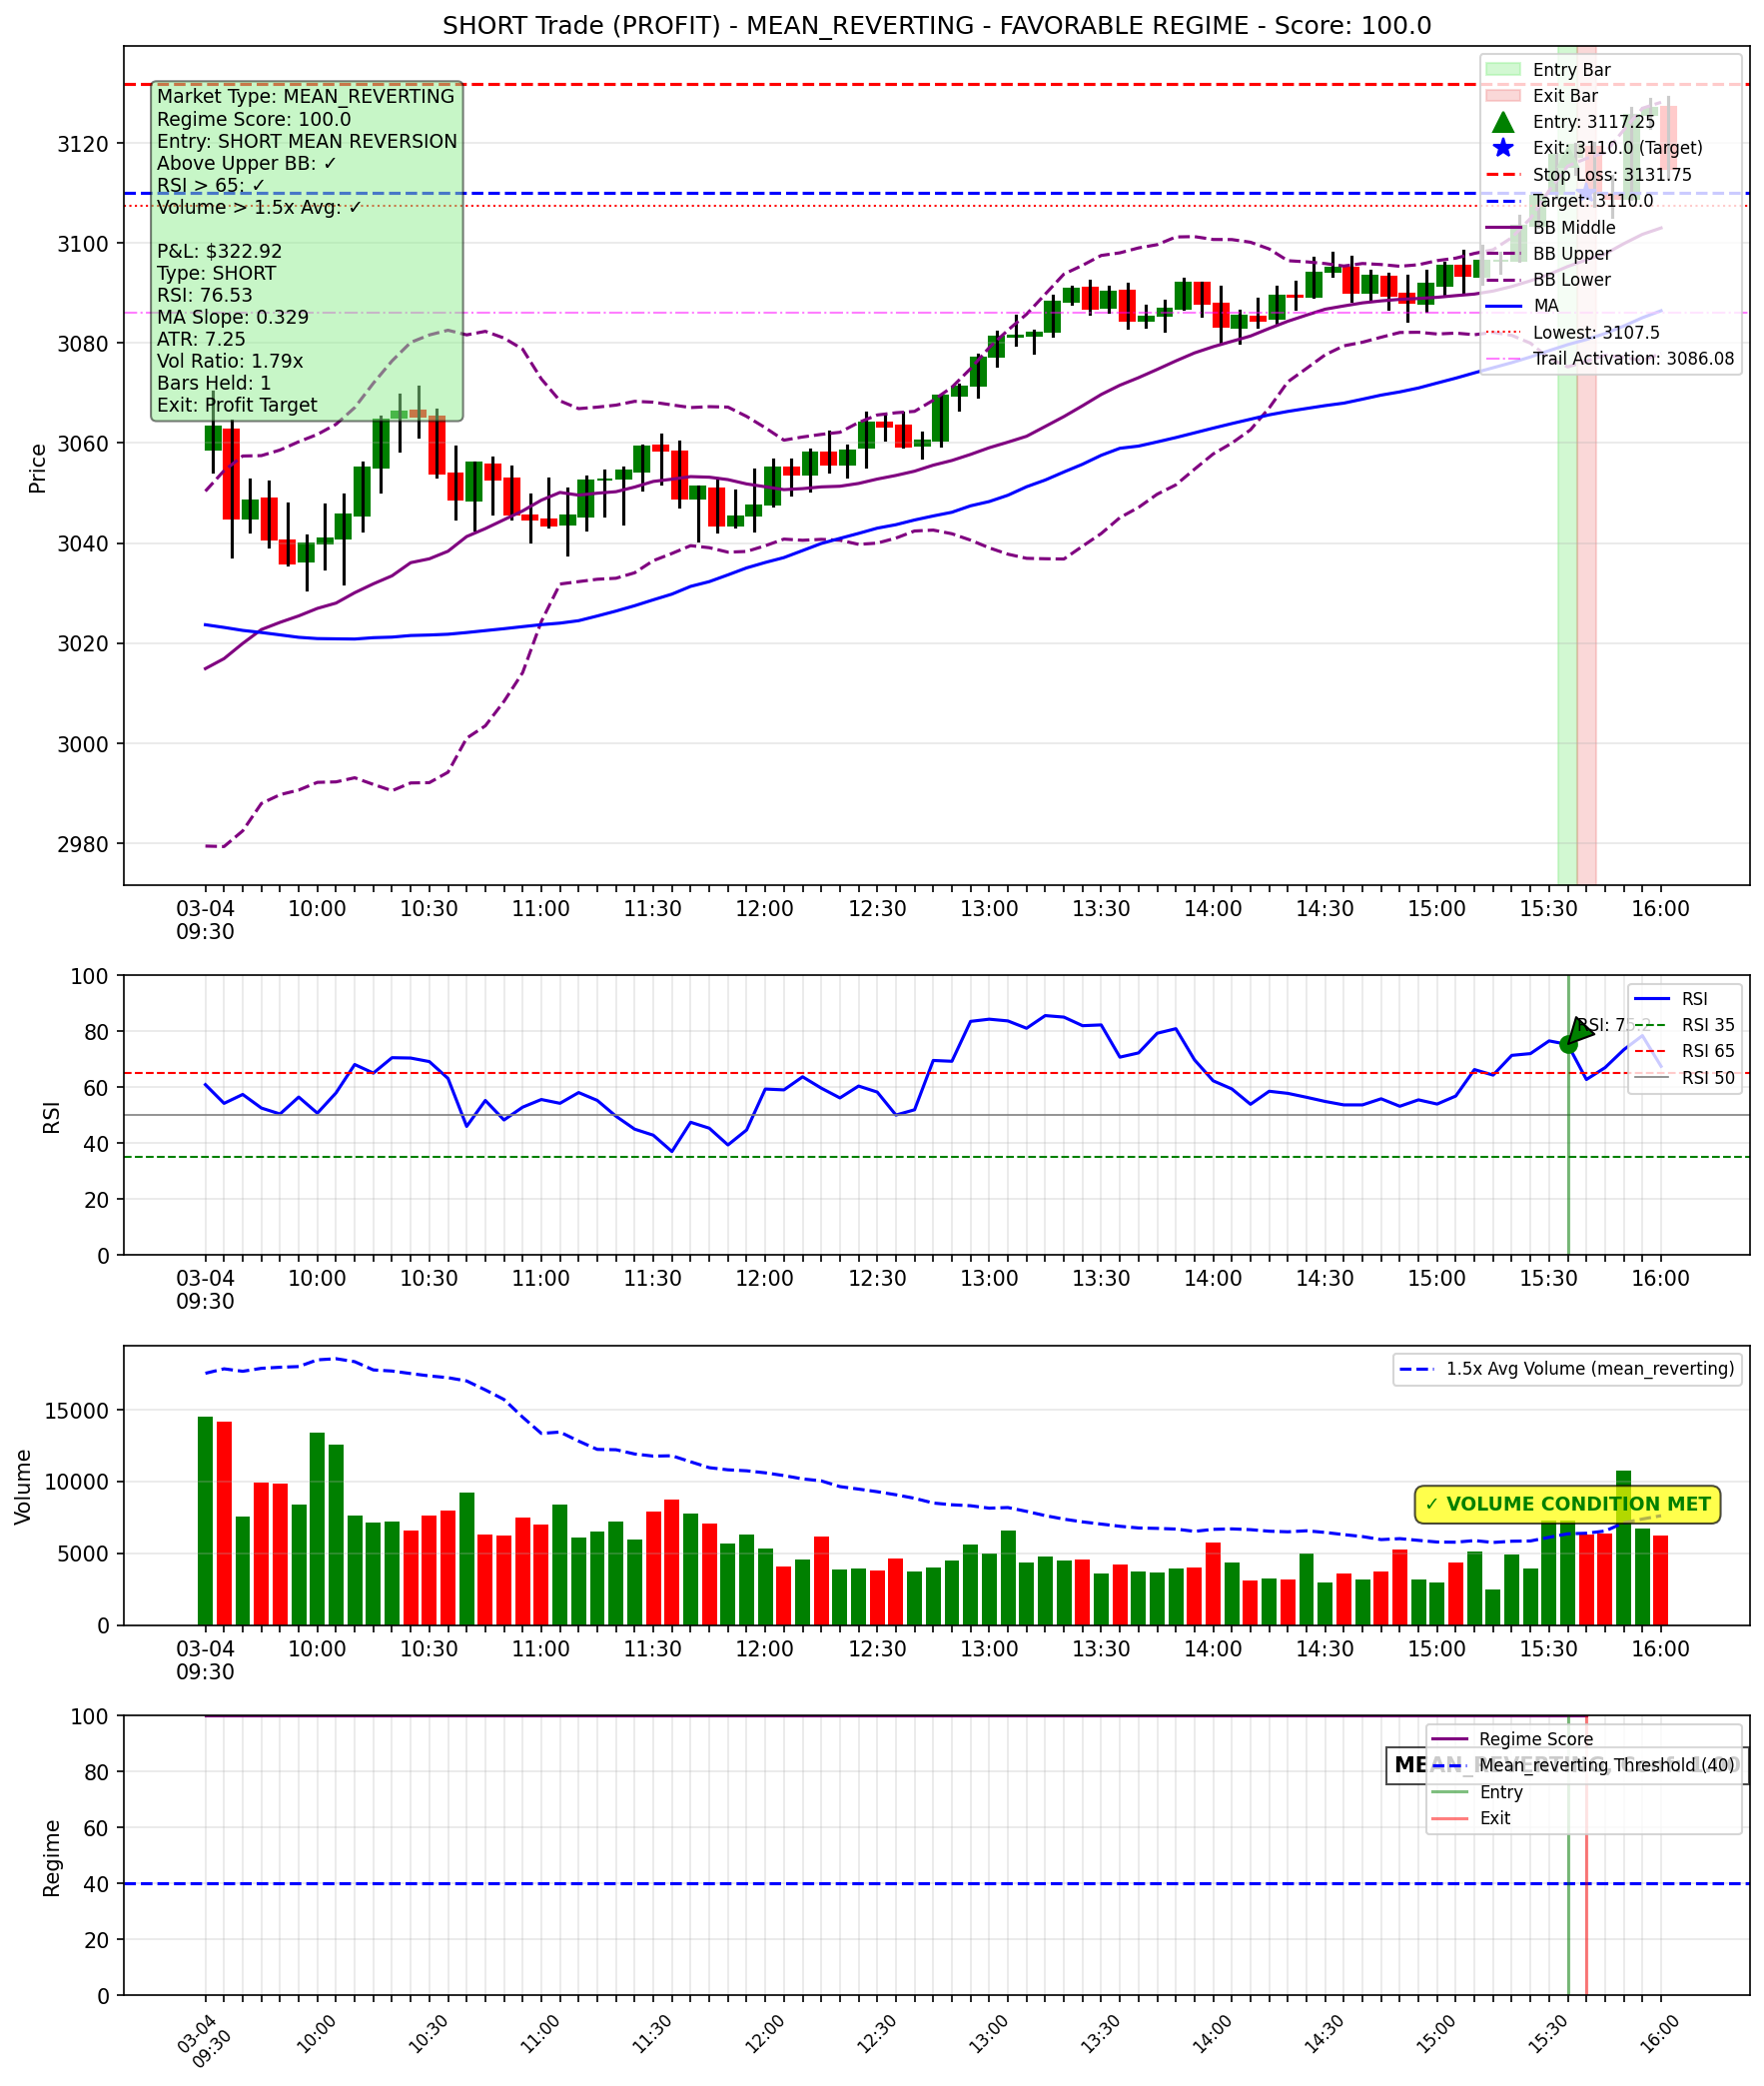 SHORT Trade (PROFIT) - MEAN_REVERTING - FAVORABLE REGIME - Score: 100.0
Market Type: MEAN_REVERTING
Regime Score: 100.0
Entry: SHORT MEAN REVERSION
Above Upper BB: ✓
RSI > 65: ✓
Volume > 1.5x Avg: ✓
P&L: $322.92
Type: SHORT
RSI: 76.53
MA Slope: 0.329
ATR: 7.25
Vol Ratio: 1.79x
Bars Held: 1
Exit: Profit Target
Entry Bar
Exit Bar
Entry: 3117.25
Exit: 3110.0 (Target)
Stop Loss: 3131.75
Target: 3110.0
BB Middle
BB Upper
BB Lower
MA
Lowest: 3107.5
Trail Activation: 3086.08
Price
3120
3100
3080
3060
3040
3020
3000
2980
03-04 10:00 10:30 11:00 11:30 12:00 12:30 13:00 13:30 14:00 14:30 15:00 15:30 16:00
09:30
RSI
100
80
60
40
20
0
RSI: 75.2
RSI
RSI 35
RSI 65
RSI 50
03-04 10:00 10:30 11:00 11:30 12:00 12:30 13:00 13:30 14:00 14:30 15:00 15:30 16:00
09:30
Volume
15000
10000
5000
0
1.5x Avg Volume (mean_reverting)
✓ VOLUME CONDITION MET
03-04 10:00 10:30 11:00 11:30 12:00 12:30 13:00 13:30 14:00 14:30 15:00 15:30 16:00
09:30
Regime
100
80
60
40
20
0
Regime Score
MEAN_REVERTING
Mean_reverting Threshold (40)
Entry
Exit
03-04 10:00 10:30 11:00 11:30 12:00 12:30 13:00 13:30 14:00 14:30 15:00 15:30 16:00
09:30